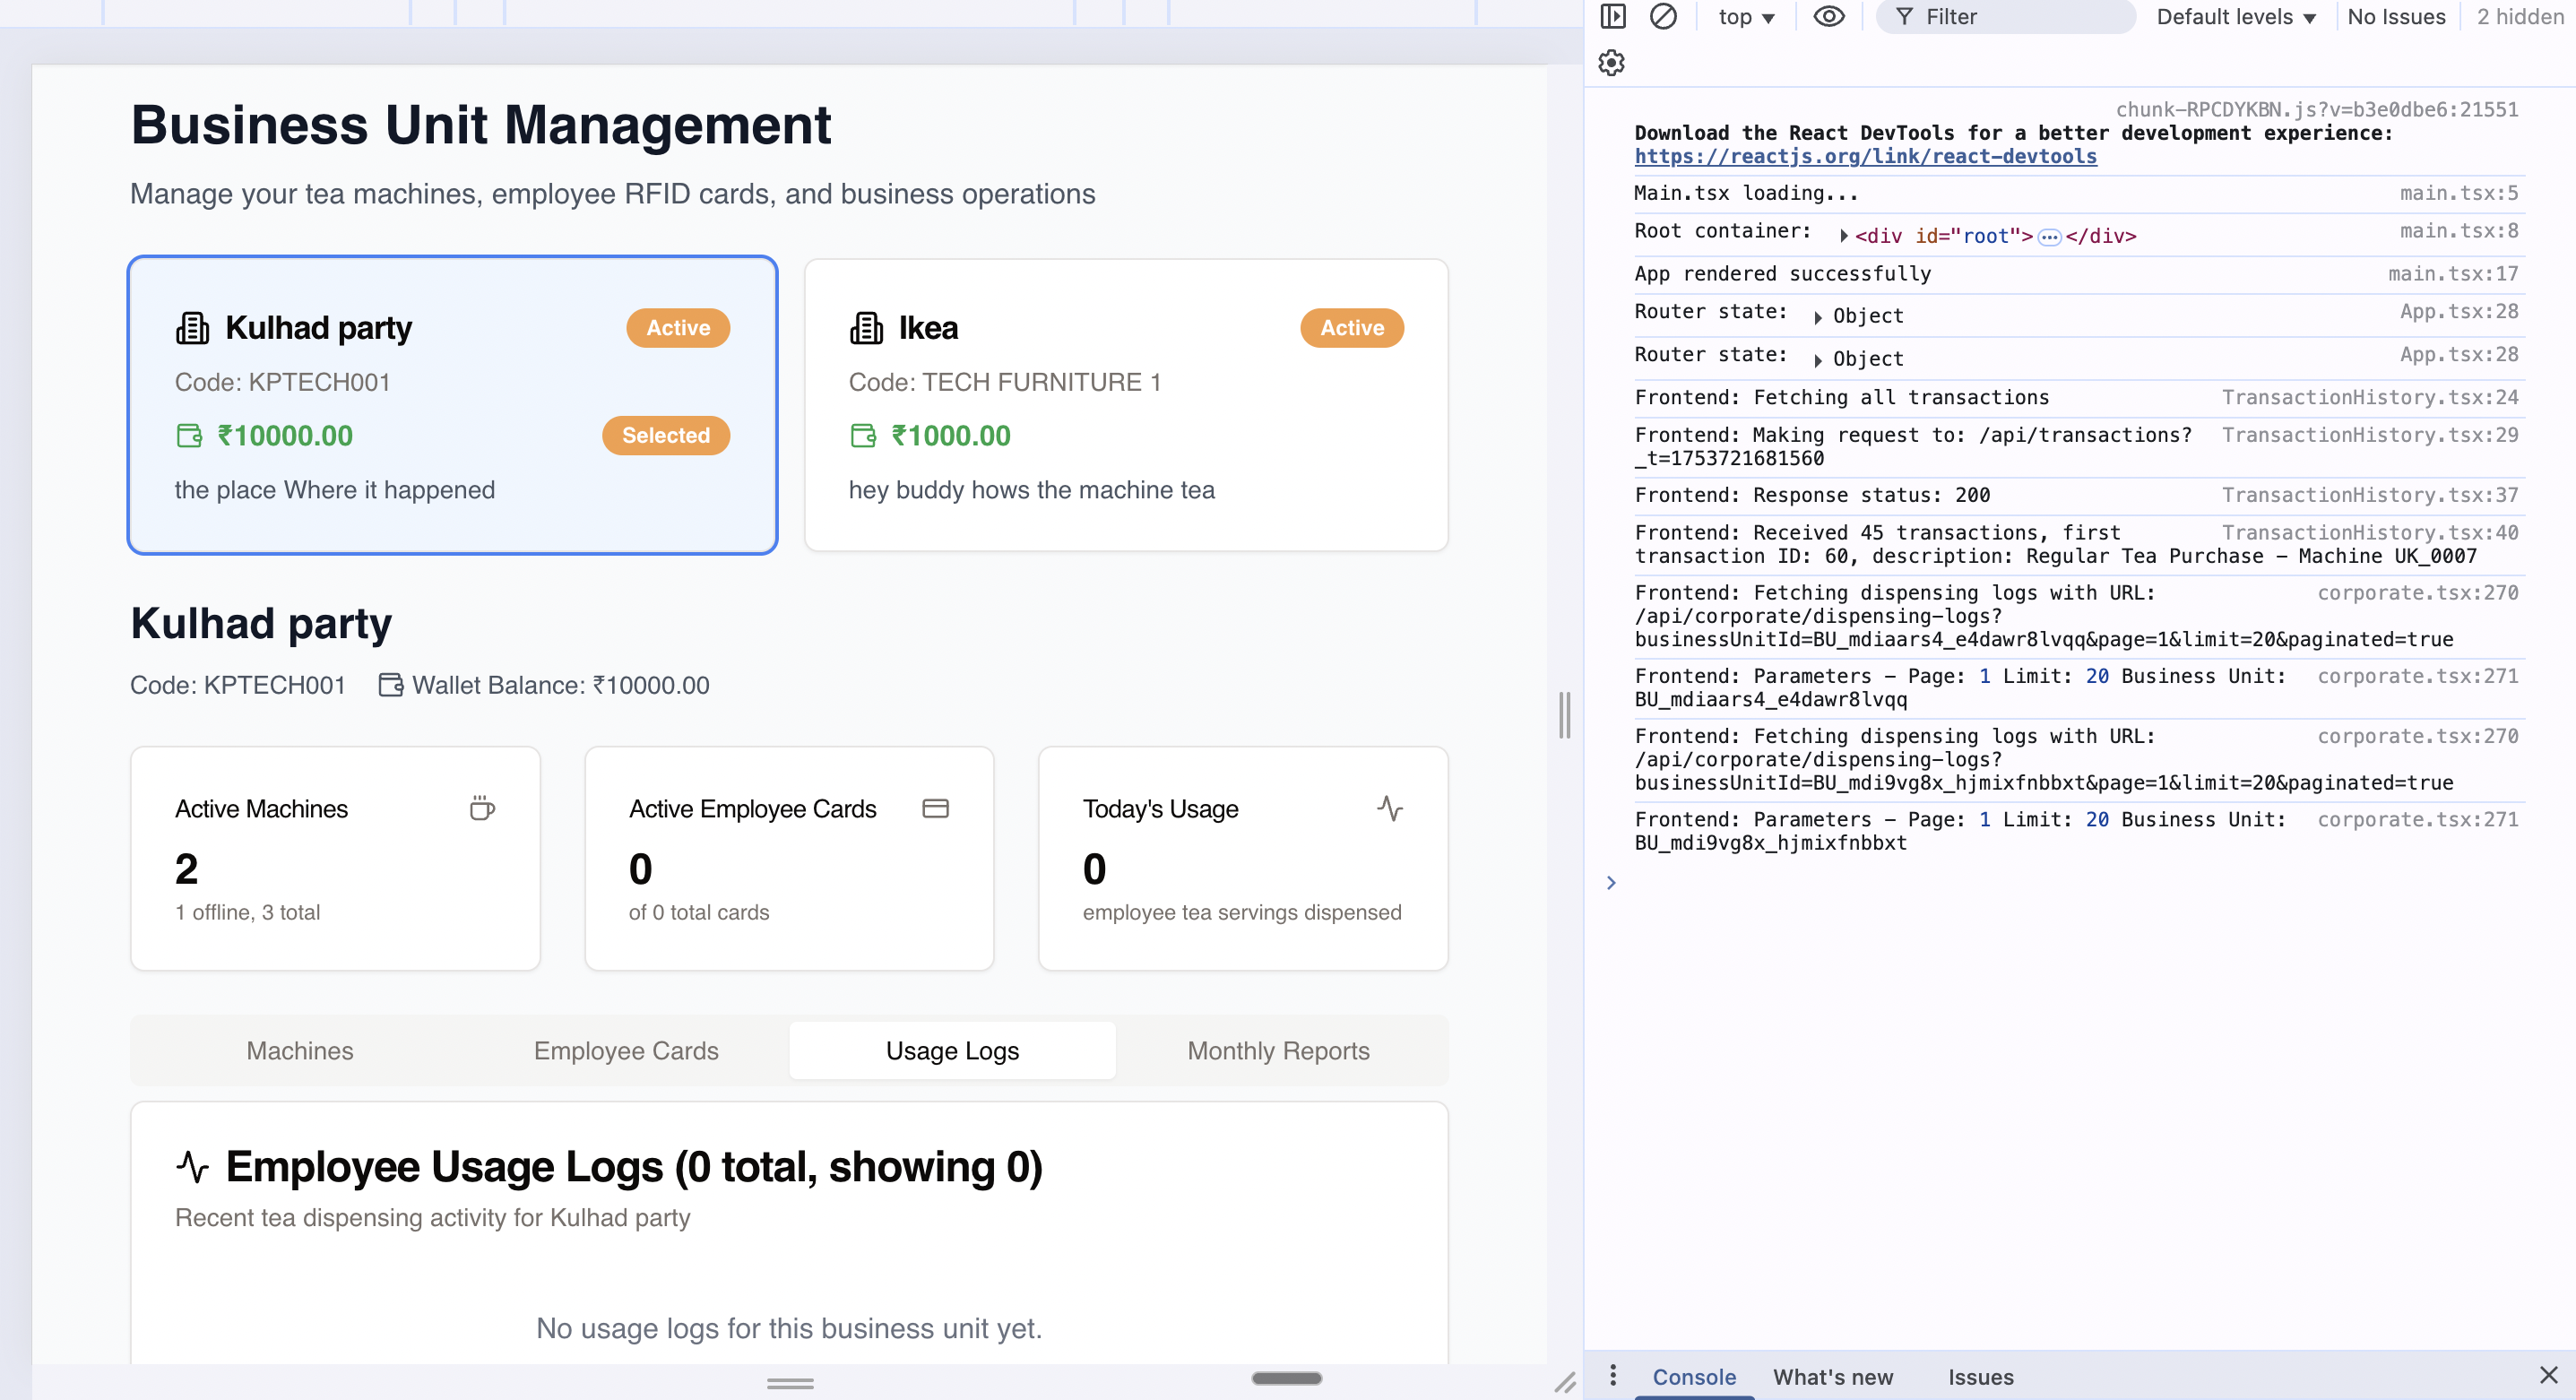 Business Unit Management
Manage your tea machines, employee RFID cards, and business operations
Kulhad party
Active
Code: KPTECH001
₹10000.00
Selected
the place Where it happened
Ikea
Active
Code: TECH FURNITURE 1
₹1000.00
hey buddy hows the machine tea
Kulhad party
Code: KPTECH001
Wallet Balance: ₹10000.00
Active Machines
2
1 offline, 3 total
Active Employee Cards
0
of 0 total cards
Today's Usage
0
employee tea servings dispensed
Machines
Employee Cards
Usage Logs
Monthly Reports
Employee Usage Logs (0 total, showing 0)
Recent tea dispensing activity for Kulhad party
No usage logs for this business unit yet.
top
Filter
Default levels
No Issues
2 hidden
chunk-RPCDYKBN.js?v=b3e0dbe6:21551
Download the React DevTools for a better development experience:
https://reactjs.org/link/react-devtools
Main.tsx loading... main.tsx:5
Root container: <div id="root">…</div> main.tsx:8
App rendered successfully main.tsx:17
Router state: Object App.tsx:28
Router state: Object App.tsx:28
Frontend: Fetching all transactions TransactionHistory.tsx:24
Frontend: Making request to: /api/transactions? TransactionHistory.tsx:29
_t=1753721681560
Frontend: Response status: 200 TransactionHistory.tsx:37
Frontend: Received 45 transactions, first TransactionHistory.tsx:40
transaction ID: 60, description: Regular Tea Purchase - Machine UK_0007
Frontend: Fetching dispensing logs with URL: corporate.tsx:270
/api/corporate/dispensing-logs?
businessUnitId=BU_mdiaars4_e4dawr8lvqq&page=1&limit=20&paginated=true
Frontend: Parameters - Page: 1 Limit: 20 Business Unit: corporate.tsx:271
BU_mdiaars4_e4dawr8lvqq
Frontend: Fetching dispensing logs with URL: corporate.tsx:270
/api/corporate/dispensing-logs?
businessUnitId=BU_mdi9vg8x_hjmixfnbbxt&page=1&limit=20&paginated=true
Frontend: Parameters - Page: 1 Limit: 20 Business Unit: corporate.tsx:271
BU_mdi9vg8x_hjmixfnbbxt
Console
What's new
Issues